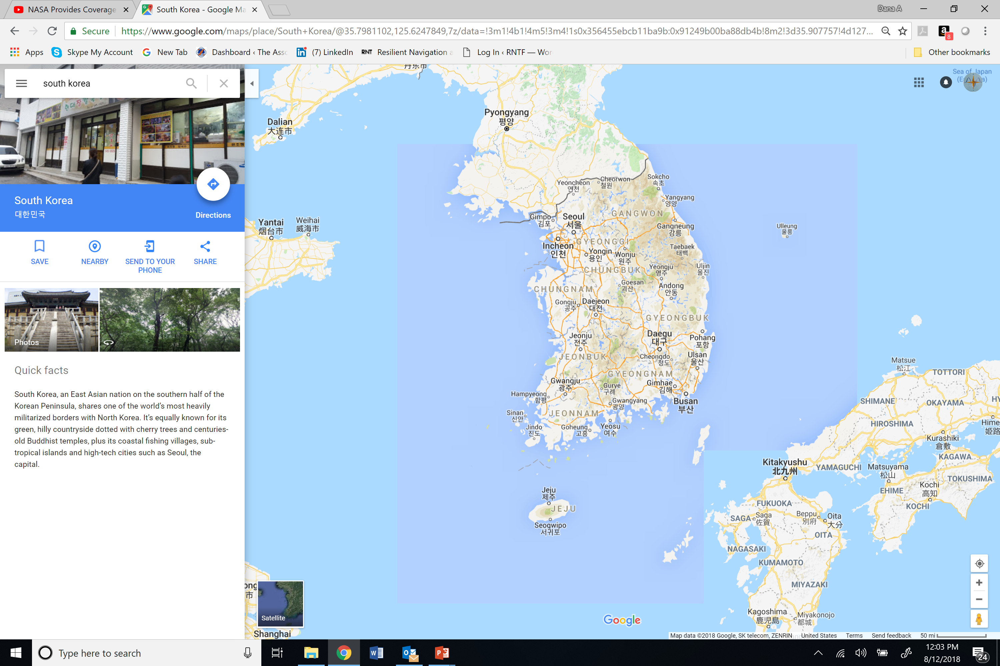 NASA Provides Coverage
South Korea - Google Ma
Dana A
Secure
https://www.google.com/maps/place/South+Korea/@35.7981102,125.6247849,7z/data=!3m1!4b1!4m5!3m4!1s0x356455ebcb11ba9b:0x91249b00ba88db4b!8m2!3d35.907757!4d127...
8
Apps
Skype My Account
New Tab
Dashboard ‹ The Asso
(7) LinkedIn
RNT Resilient Navigation a
Log In ‹ RNTF — Wor
Other bookmarks
south korea
South Korea
대한민국
Directions
SAVE
NEARBY
SEND TO YOUR
PHONE
SHARE
Photos
Quick facts
South Korea, an East Asian nation on the southern half of the
Korean Peninsula, shares one of the world's most heavily
militarized borders with North Korea. It's equally known for its
green, hilly countryside dotted with cherry trees and centuries-
old Buddhist temples, plus its coastal fishing villages, sub-
tropical islands and high-tech cities such as Seoul, the
capital.
丹东市
Sea of Japan
Dalian
大连市
Pyongyang
평양
Yantai
烟台市
Weihai
威海市
Yeoncheon
연천
Cheorwon
철원
Sokcho
속초
Yangyang
양양
GANGWON
Gimpo
김포
Seoul
서울
Gangneung
강릉
Ulleung
울릉
Incheon
인천
GYEONGGI
Yongin
용인
Wonju
원주
Taebaek
태백
CHUNGBUK
Yeongju
영주
Uljin
울진
CHUNGNAM
Goesan
괴산
Andong
안동
Gongju
공주
Daejeon
대전
GYEONGBUK
Jeonju
전주
Daegu
대구
Pohang
포항
JEONBUK
Cheongdo
청도
Ulsan
울산
GYEONGNAM
Gwangju
광주
Gurye
구례
Gimhae
김해
Hampyeong
함평
Gwangyang
광양
Busan
부산
Sinan
신안
JEONNAM
Jindo
진도
Goheung
고흥
Yeosu
여수
Jeju
제주
JEJU
Seogwipo
서귀포
Matsue
松江
TOTTORI
SHIMANE
OKAYAMA
HY
HIROSHIMA
Hime
姫路
Kurashiki
倉敷
KAGAWA
Kitakyushu
北九州
YAMAGUCHI
Matsuyama
松山
TOKUSHIMA
Kochi
高知
EHIME
KOCHI
FUKUOKA
SAGA
Saga
佐賀
Beppu
別府
Oita
大分
OITA
NAGASAKI
KUMAMOTO
MIYAZAKI
Kagoshima
鹿児島
Miyakonojo
都城
ong
市
Satellite
Shanghai
Google
Map data ©2018 Google, SK telecom, ZENRIN
United States
Terms
Send feedback
50 mi
Type here to search
12:03 PM
8/12/2018
24